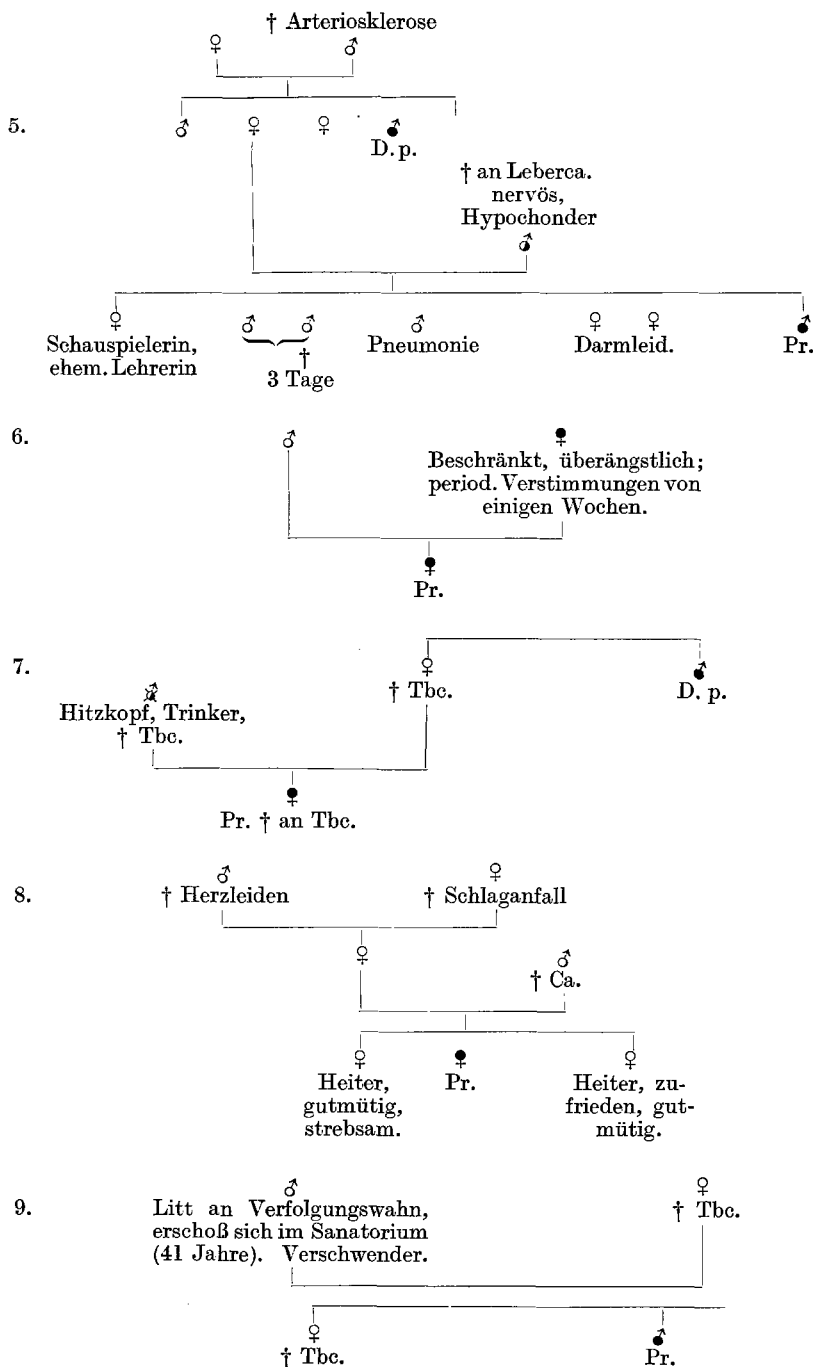 † Arteriosklerose
♀ ♂
5. ♂ ♀ ♀ ♂
D. p.
† an Leberca.
nervös,
Hypochonder
♂
♀ ♂ ♂ ♂ ♀ ♀ ♂
Schauspielerin, Pneumonie Darmleid. Pr.
ehem. Lehrerin †
3 Tage
6. ♂ ♀
Beschränkt, überängstlich;
period. Verstimmungen von
einigen Wochen.
♀
Pr.
7. ♂ ♀ ♂
† Tbc. D. p.
Hitzkopf, Trinker,
† Tbc.
♀
Pr. † an Tbc.
8. ♂ ♀
† Herzleiden † Schlaganfall
♀ ♂
† Ca.
♀ ♀ ♀
Heiter, Pr. Heiter, zu-
gutmütig, frieden, gut-
strebsam. mütig.
9. ♂ ♀
Litt an Verfolgungswahn, † Tbc.
erschoß sich im Sanatorium
(41 Jahre). Verschwender.
♀ ♂
† Tbc. Pr.